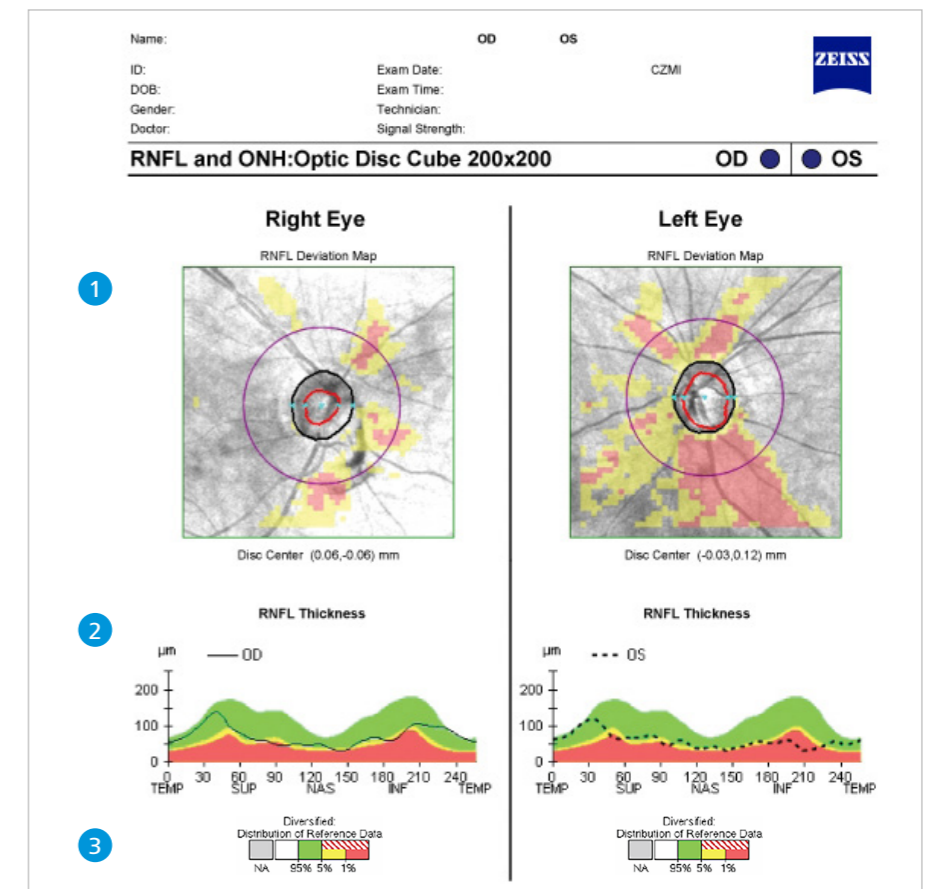 Name: OD OS
ZEISS
ID: Exam Date: CZMI
DOB: Exam Time:
Gender: Technician:
Doctor: Signal Strength:
RNFL and ONH:Optic Disc Cube 200x200 OD OS
Right Eye
Left Eye
1
RNFL Deviation Map
RNFL Deviation Map
Disc Center (0.06,-0.06) mm
Disc Center (-0.03,0.12) mm
2
RNFL Thickness
RNFL Thickness
µm OD
200
100
0
0 30 60 90 120 150 180 210 240
TEMP SUP NAS INF TEMP
µm OS
200
100
0
0 30 60 90 120 150 180 210 240
TEMP SUP NAS INF TEMP
3
Diversified:
Distribution of Reference Data
NA 95% 5% 1%
Diversified:
Distribution of Reference Data
NA 95% 5% 1%